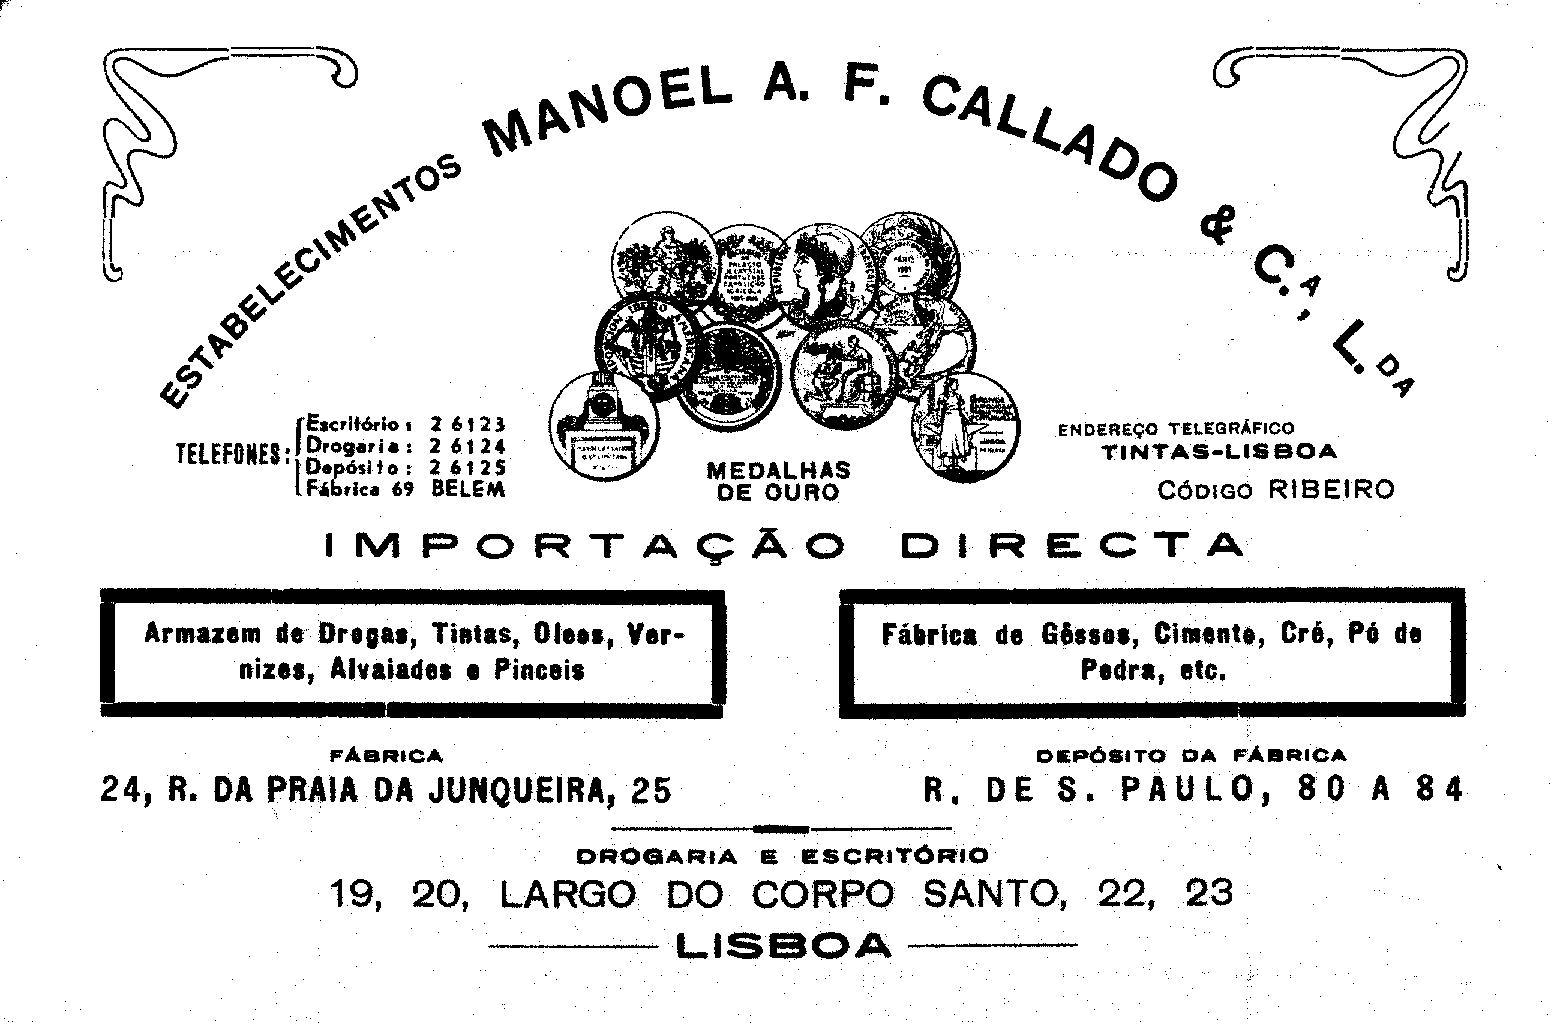 ESTABELECIMENTOS MANOEL A. F. CALLADO & C.ᴬ, L.ᴰᴬ
TELEFONES:
Escritório: 2 6123
Drogaria: 2 6124
Depósito: 2 6125
Fábrica 69 BELEM
MEDALHAS
DE OURO
ENDEREÇO TELEGRÁFICO
TINTAS-LISBOA
CÓDIGO RIBEIRO
IMPORTAÇÃO DIRECTA
Armazem de Drogas, Tintas, Oleos, Ver-
nizes, Alvaiades e Pinceis
Fábrica de Gêssos, Cimento, Cré, Pó de
Pedra, etc.
FÁBRICA
24, R. DA PRAIA DA JUNQUEIRA, 25
DEPÓSITO DA FÁBRICA
R. DE S. PAULO, 80 A 84
DROGARIA E ESCRITÓRIO
19, 20, LARGO DO CORPO SANTO, 22, 23
LISBOA